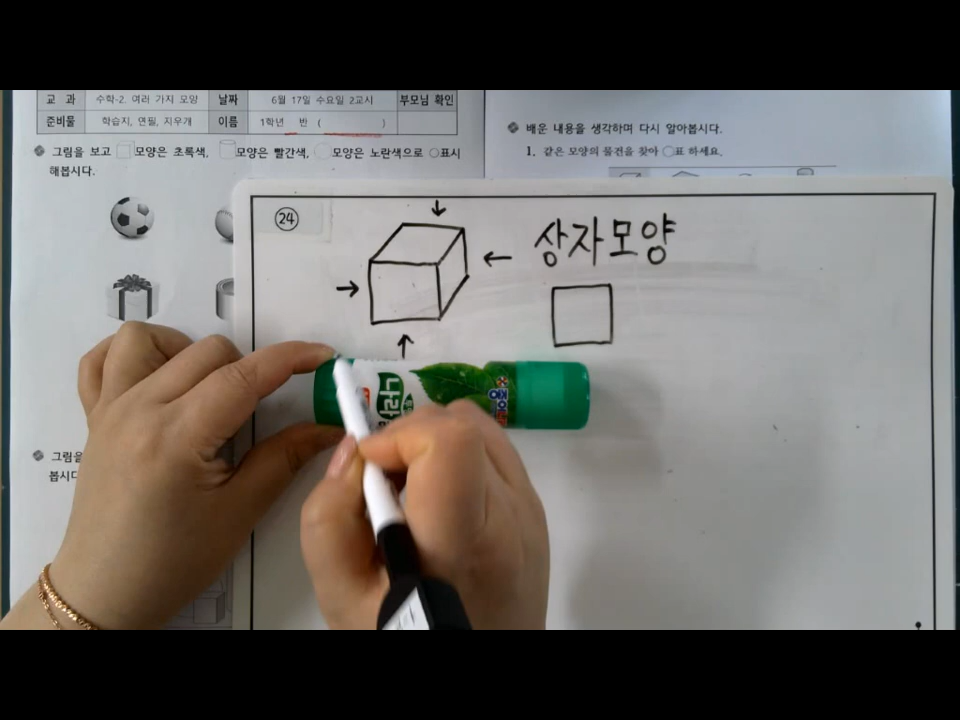 교 과 수학-2. 여러 가지 모양 날짜 6월 17일 수요일 2교시 부모님 확인
준비물 학습지, 연필, 지우개 이름 1학년 반 ( )
그림을 보고 모양은 초록색, 모양은 빨간색, 모양은 노란색으로 ○표시
해봅시다.
배운 내용을 생각하며 다시 알아봅시다.
1. 같은 모양의 물건을 찾아 ○표 하세요.
24
상자모양
나라
종이
그림을
봅시다